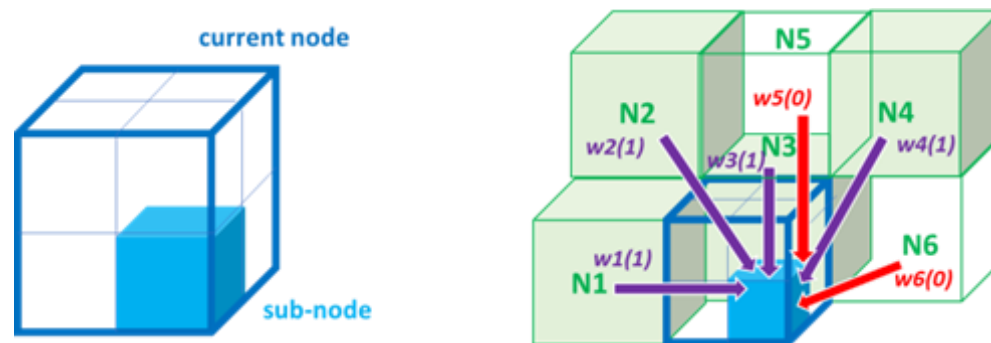 current node
sub-node
N5
w5(0)
N2
N4
w2(1)
w3(1)
N3
w4(1)
w1(1)
N1
N6
w6(0)